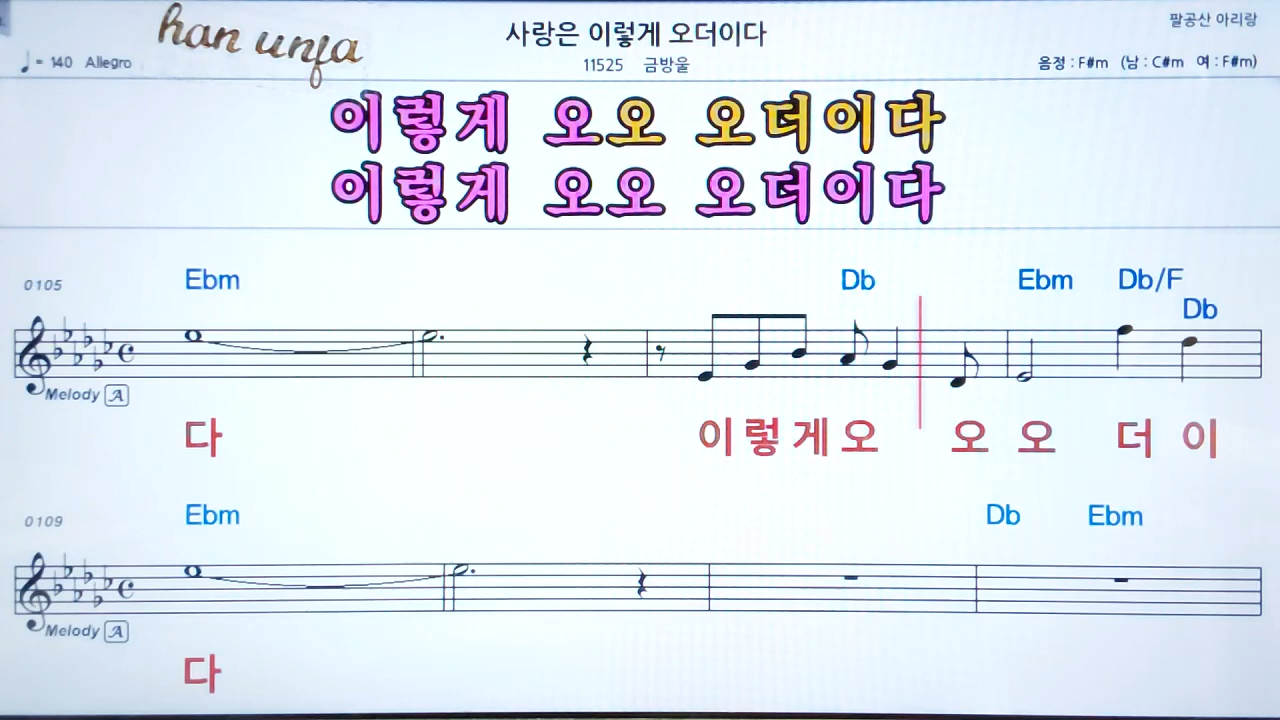 han unfa
사랑은 이렇게 오더이다
팔공산 아리랑
♩= 140 Allegro
11525 금방울
음정 : F#m (남 : C#m 여 : F#m)
이렇게 오오 오더이다
이렇게 오오 오더이다
0105 Ebm Db Ebm Db/F
Db
Melody A
다 이 렇 게 오 오 오 더 이
0109 Ebm Db Ebm
Melody A
다